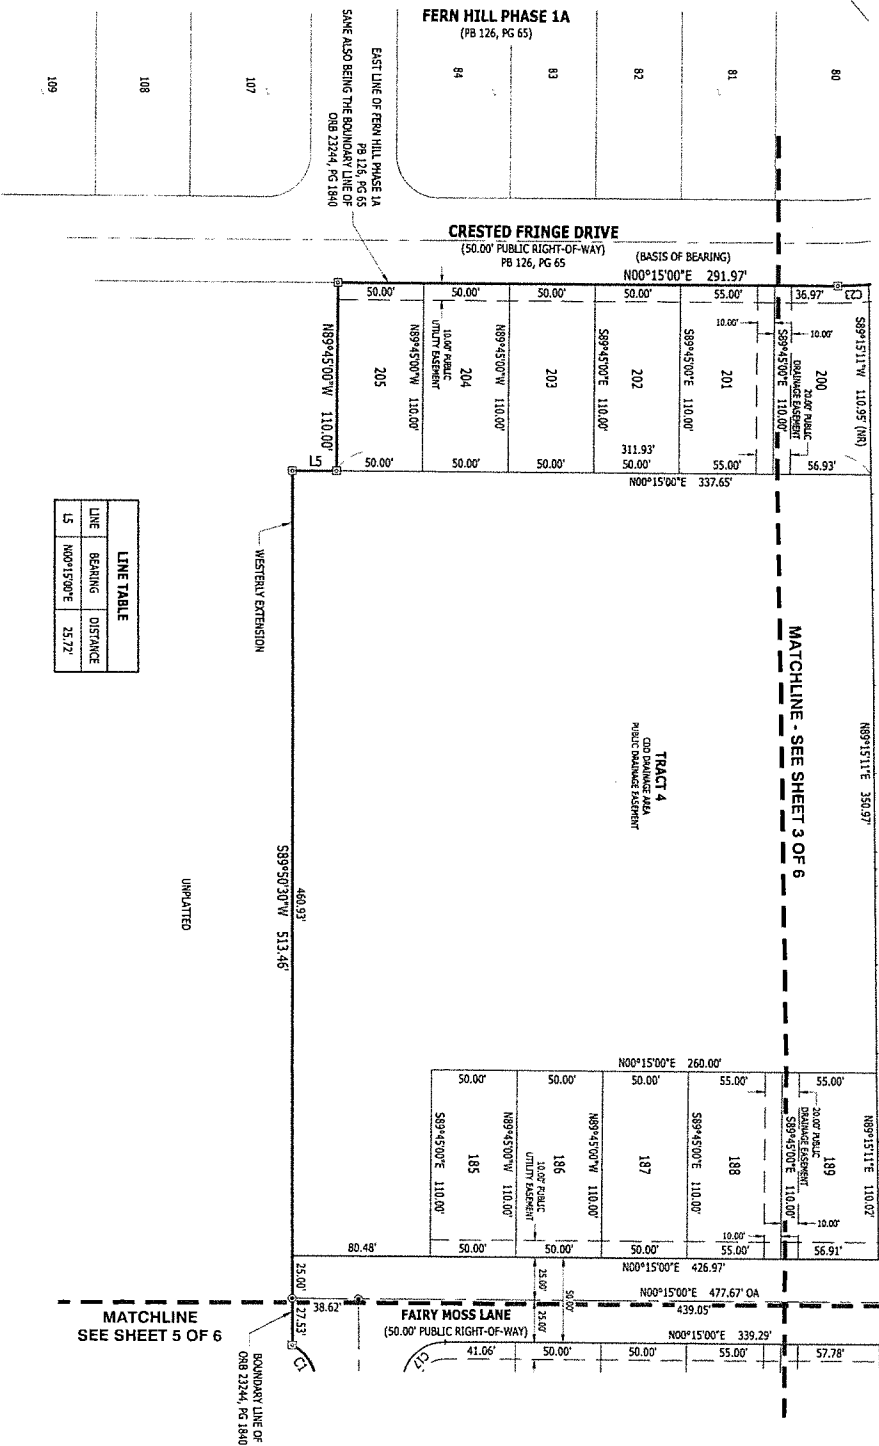 FERN HILL PHASE 1A
(PB 126, PG 65)
109
108
107
84
83
82
81
80
EAST LINE OF FERN HILL PHASE 1A
PB 126, PG 65
SAME ALSO BEING THE BOUNDARY LINE OF
ORB 23244, PG 1840
CRESTED FRINGE DRIVE
(50.00' PUBLIC RIGHT-OF-WAY)
PB 126, PG 65
(BASIS OF BEARING)
N00°15'00"E 291.97'
50.00'
50.00'
50.00'
50.00'
55.00'
36.97'
C23
10.00'
10.00'
N89°45'00"W 110.00'
205
N89°45'00"W 110.00'
10.00' PUBLIC
UTILITY EASEMENT
204
N89°45'00"W 110.00'
203
S89°45'00"E 110.00'
202
S89°45'00"E 110.00'
201
S89°45'00"E 110.00'
20.00' PUBLIC
DRAINAGE EASEMENT
200
S89°15'11"W 110.95' (NR)
311.93'
L5
50.00'
50.00'
50.00'
50.00'
55.00'
56.93'
N00°15'00"E 337.65'
LINE TABLE
LINE BEARING DISTANCE
L5 N00°15'00"E 25.72'
WESTERLY EXTENSION
MATCHLINE - SEE SHEET 3 OF 6
N89°15'11"E 350.97'
TRACT 4
CDD DRAINAGE AREA
PUBLIC DRAINAGE EASEMENT
UNPLATTED
460.93'
S89°50'30"W 513.46'
N00°15'00"E 260.00'
50.00'
50.00'
50.00'
55.00'
55.00'
S89°45'00"E 110.00'
185
N89°45'00"W 110.00'
10.00' PUBLIC
UTILITY EASEMENT
186
N89°45'00"W 110.00'
187
S89°45'00"E 110.00'
188
S89°45'00"E 110.00'
20.00' PUBLIC
DRAINAGE EASEMENT
189
N89°15'11"E 110.02'
10.00'
10.00'
80.48'
50.00'
50.00'
50.00'
55.00'
56.91'
N00°15'00"E 426.97'
25.00'
25.00'
50.00'
25.00'
N00°15'00"E 477.67' OA
38.62'
439.05'
27.53'
MATCHLINE
SEE SHEET 5 OF 6
FAIRY MOSS LANE
(50.00' PUBLIC RIGHT-OF-WAY)
N00°15'00"E 339.29'
C1
C17
41.06'
50.00'
50.00'
55.00'
57.78'
BOUNDARY LINE OF
ORB 23244, PG 1840